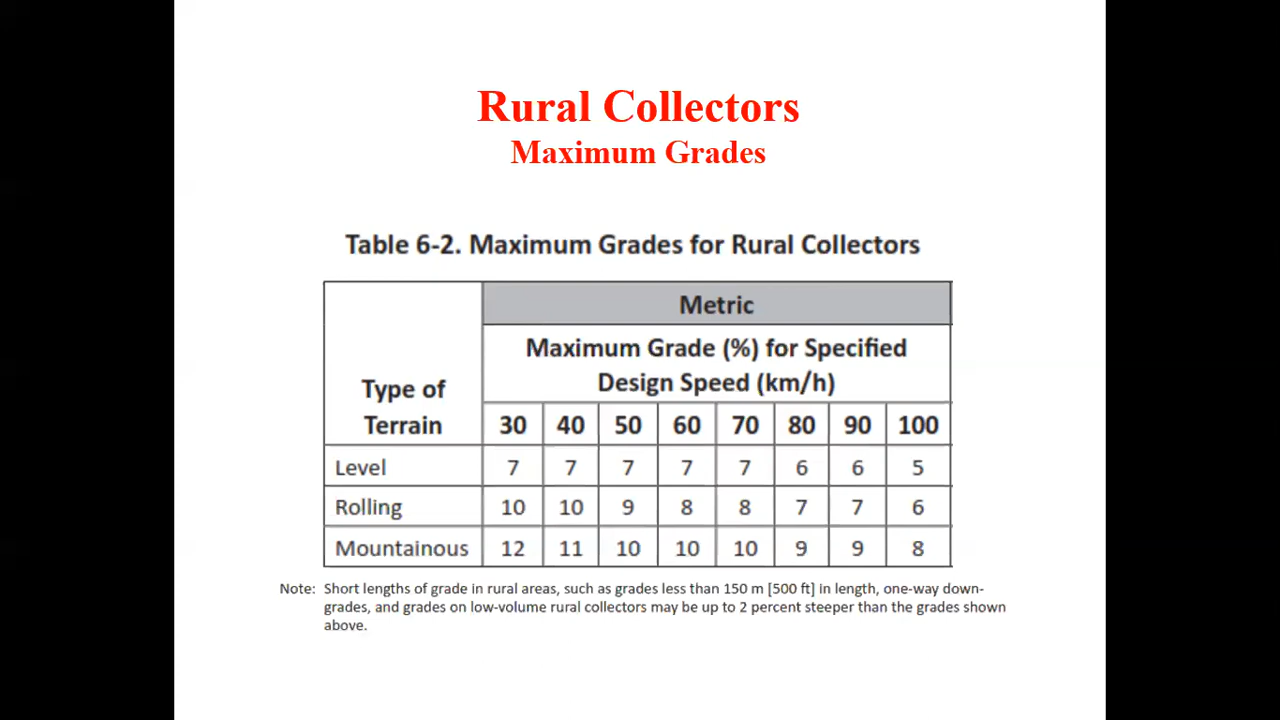 Rural Collectors
Maximum Grades
Table 6-2. Maximum Grades for Rural Collectors
Metric
Maximum Grade (%) for Specified
Design Speed (km/h)
Type of
Terrain
30 40 50 60 70 80 90 100
Level 7 7 7 7 7 6 6 5
Rolling 10 10 9 8 8 7 7 6
Mountainous 12 11 10 10 10 9 9 8
Note: Short lengths of grade in rural areas, such as grades less than 150 m [500 ft] in length, one-way down-
grades, and grades on low-volume rural collectors may be up to 2 percent steeper than the grades shown
above.